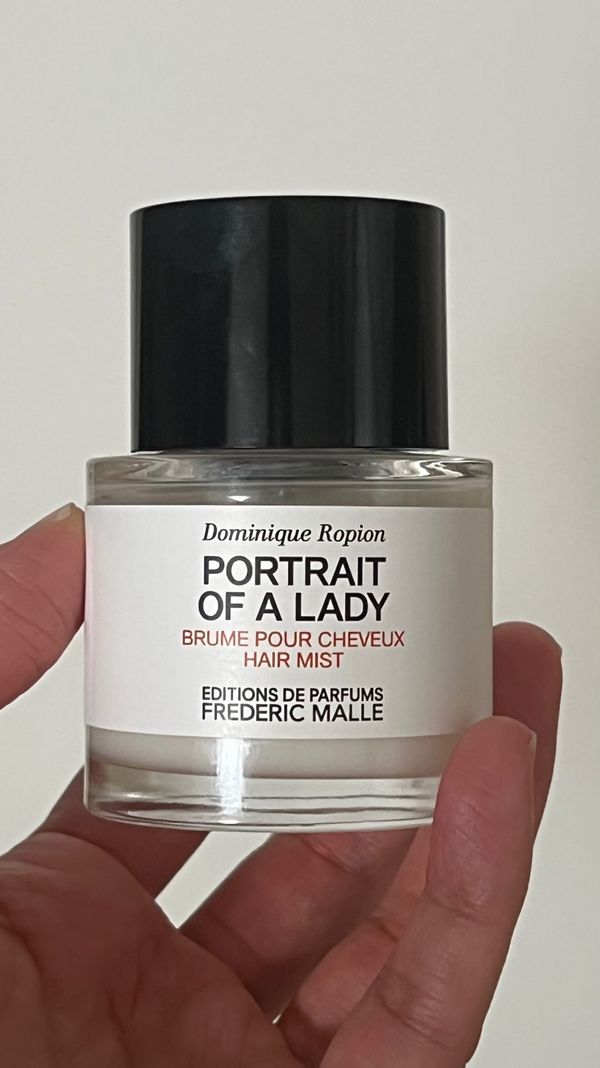 Dominique Ropion
PORTRAIT
OF A LADY
BRUME POUR CHEVEUX
HAIR MIST
EDITIONS DE PARFUMS
FREDERIC MALLE